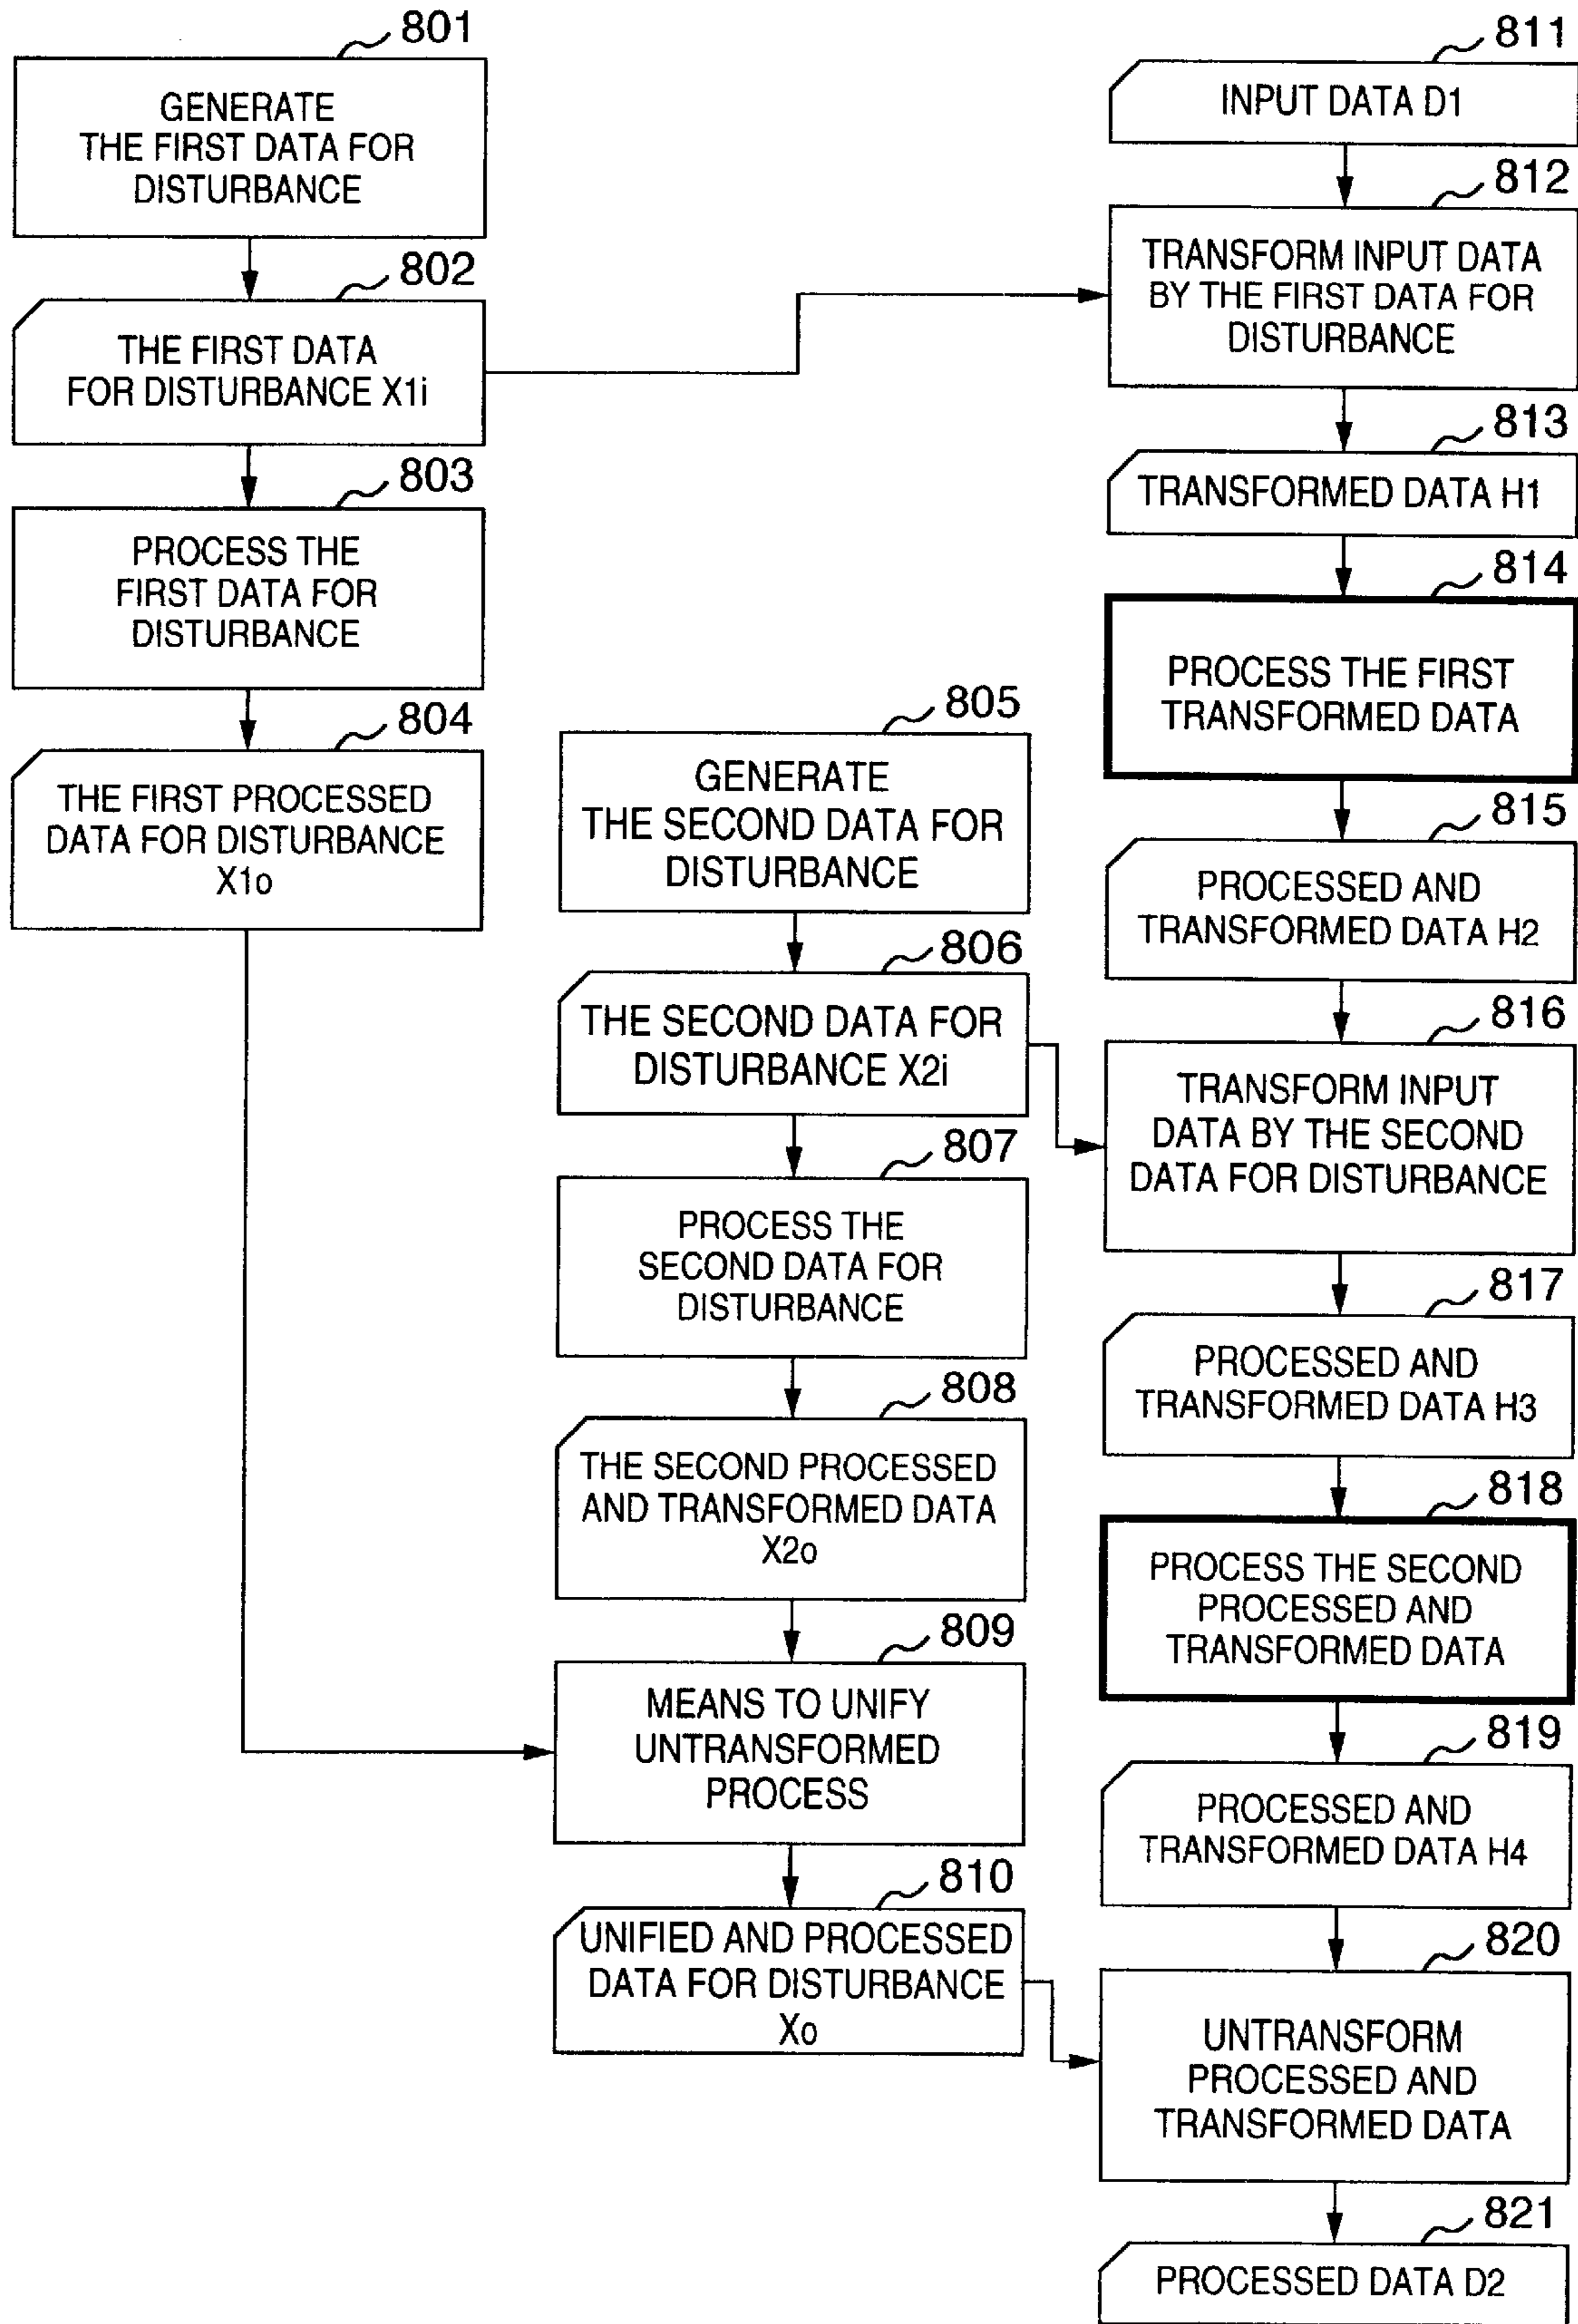 801
GENERATE
THE FIRST DATA FOR
DISTURBANCE
802
THE FIRST DATA
FOR DISTURBANCE X1i
803
PROCESS THE
FIRST DATA FOR
DISTURBANCE
804
THE FIRST PROCESSED
DATA FOR DISTURBANCE
X1o
805
GENERATE
THE SECOND DATA FOR
DISTURBANCE
806
THE SECOND DATA FOR
DISTURBANCE X2i
807
PROCESS THE
SECOND DATA FOR
DISTURBANCE
808
THE SECOND PROCESSED
AND TRANSFORMED DATA
X2o
809
MEANS TO UNIFY
UNTRANSFORMED
PROCESS
810
UNIFIED AND PROCESSED
DATA FOR DISTURBANCE
Xo
811
INPUT DATA D1
812
TRANSFORM INPUT DATA
BY THE FIRST DATA FOR
DISTURBANCE
813
TRANSFORMED DATA H1
814
PROCESS THE FIRST
TRANSFORMED DATA
815
PROCESSED AND
TRANSFORMED DATA H2
816
TRANSFORM INPUT
DATA BY THE SECOND
DATA FOR DISTURBANCE
817
PROCESSED AND
TRANSFORMED DATA H3
818
PROCESS THE SECOND
PROCESSED AND
TRANSFORMED DATA
819
PROCESSED AND
TRANSFORMED DATA H4
820
UNTRANSFORM
PROCESSED AND
TRANSFORMED DATA
821
PROCESSED DATA D2